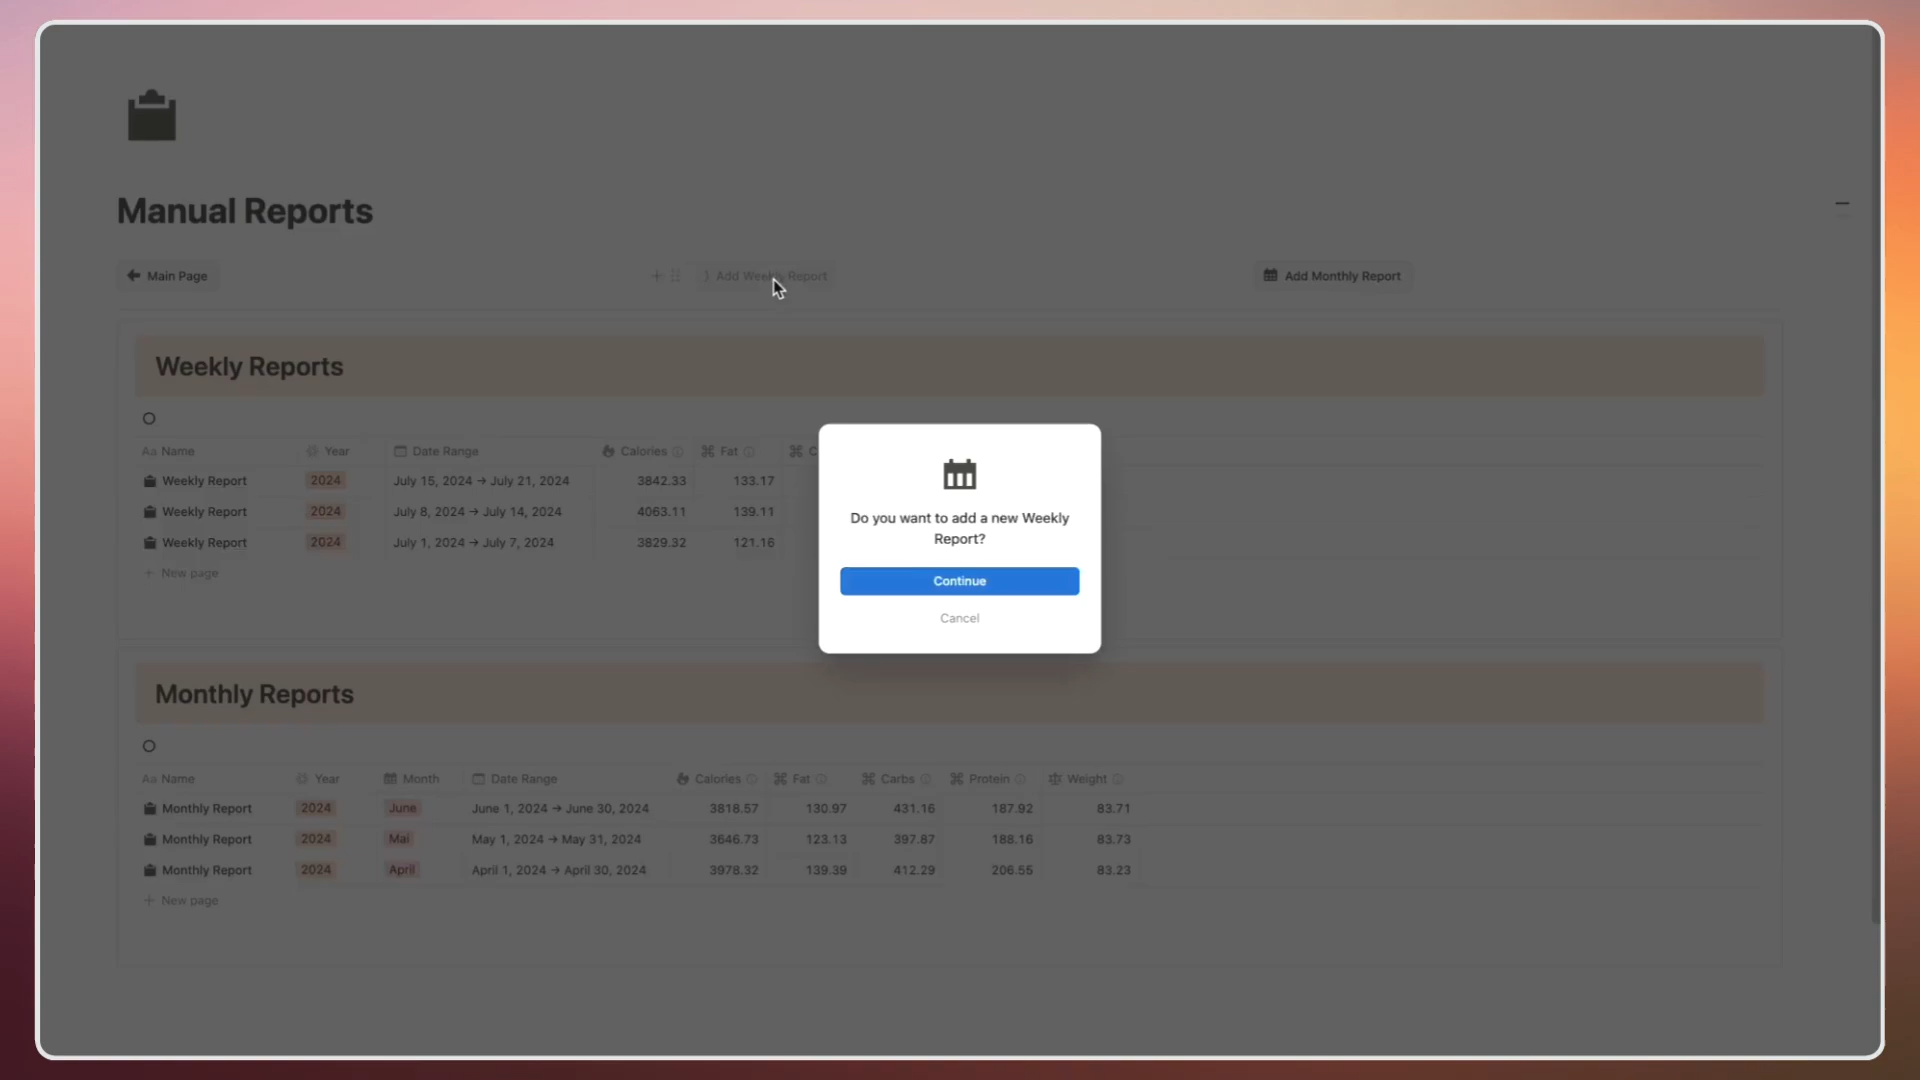 Manual Reports
Main Page
Add Weekly Report
Add Monthly Report
Weekly Reports
Aa Name Year Date Range Calories Fat C
Weekly Report 2024 July 15, 2024 → July 21, 2024 3842.33 133.17
Weekly Report 2024 July 8, 2024 → July 14, 2024 4063.11 139.11
Weekly Report 2024 July 1, 2024 → July 7, 2024 3829.32 121.16
+ New page
Do you want to add a new Weekly
Report?
Continue
Cancel
Monthly Reports
Aa Name Year Month Date Range Calories Fat Carbs Protein Weight
Monthly Report 2024 June June 1, 2024 → June 30, 2024 3818.57 130.97 431.16 187.92 83.71
Monthly Report 2024 Mai May 1, 2024 → May 31, 2024 3646.73 123.13 397.87 188.16 83.73
Monthly Report 2024 April April 1, 2024 → April 30, 2024 3978.32 139.39 412.29 206.55 83.23
+ New page